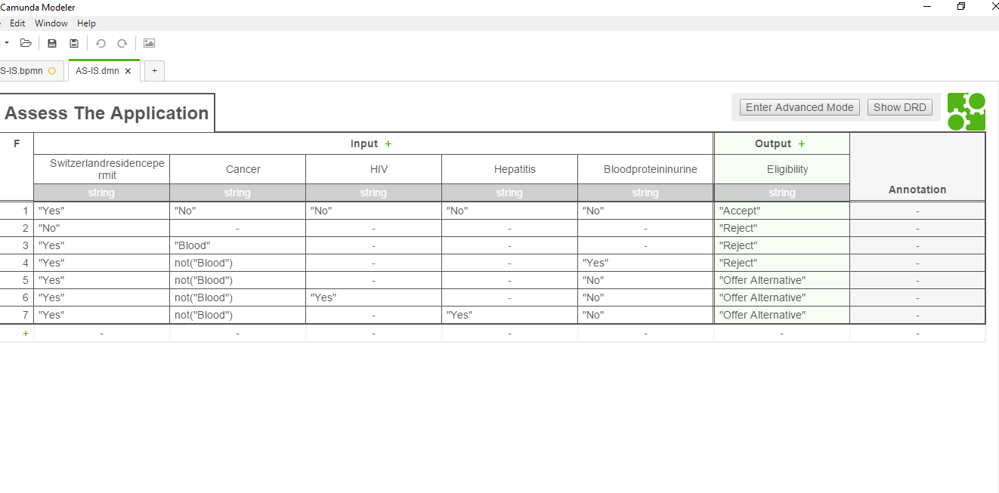 Camunda Modeler
Edit Window Help
S-IS.bpmn AS-IS.dmn × +
Assess The Application
Enter Advanced Mode Show DRD
F Input + Output +
Switzerlandresidencepe
rmit Cancer HIV Hepatitis Bloodproteininurine Eligibility Annotation
string string string string string string
1 "Yes" "No" "No" "No" "No" "Accept" -
2 "No" - - - - "Reject" -
3 "Yes" "Blood" - - - "Reject" -
4 "Yes" not("Blood") - - "Yes" "Reject" -
5 "Yes" not("Blood") - - "No" "Offer Alternative" -
6 "Yes" not("Blood") "Yes" - "No" "Offer Alternative" -
7 "Yes" not("Blood") - "Yes" "No" "Offer Alternative" -
+ - - - - - - -